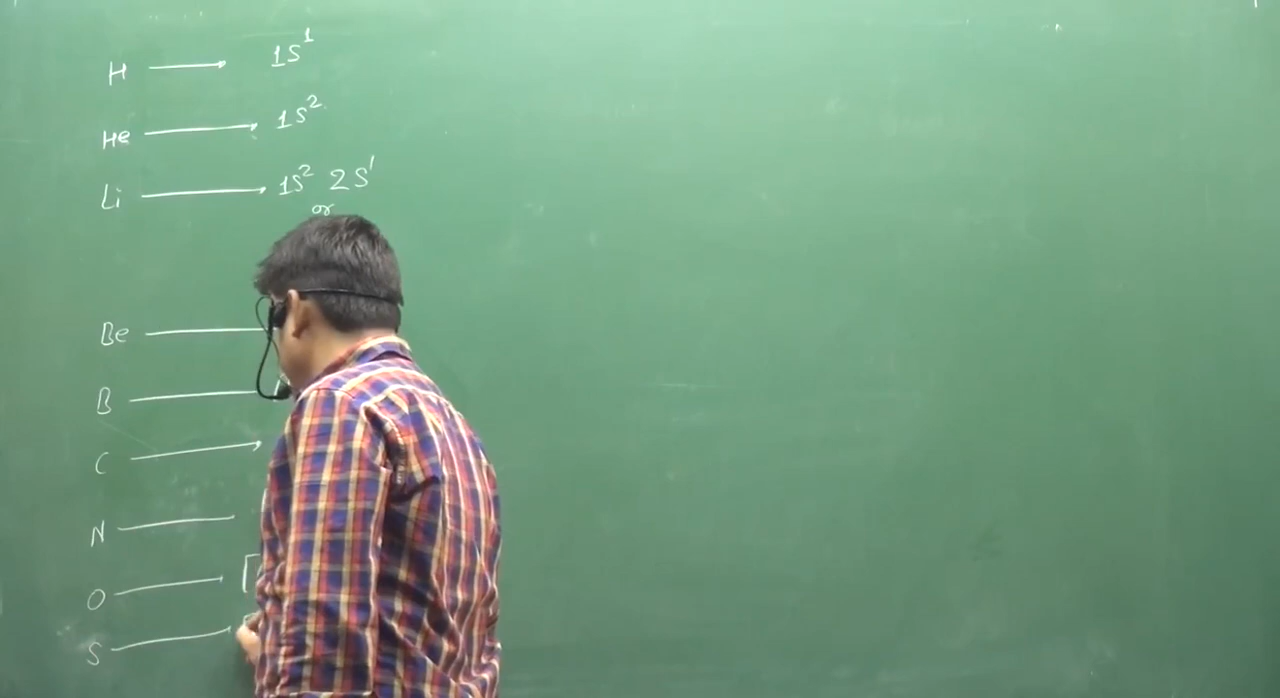 H → 1S¹
He → 1S²
Li → 1S² 2S¹
or
Be
B
C →
N
O → [
S